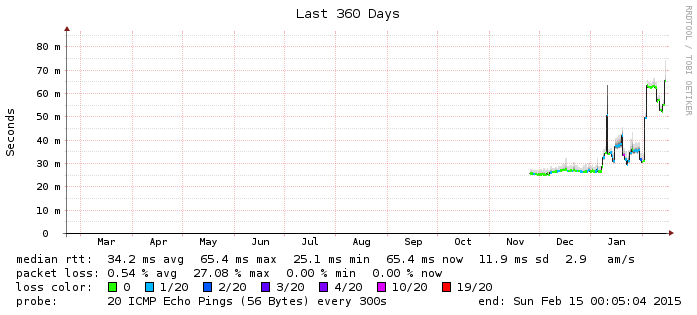 Last 360 Days
RRDTOOL / TOBI OETIKER
Seconds
80 m
70 m
60 m
50 m
40 m
30 m
20 m
10 m
0
Mar Apr May Jun Jul Aug Sep Oct Nov Dec Jan
median rtt: 34.2 ms avg 65.4 ms max 25.1 ms min 65.4 ms now 11.9 ms sd 2.9 am/s
packet loss: 0.54 % avg 27.08 % max 0.00 % min 0.00 % now
loss color: 0 1/20 2/20 3/20 4/20 10/20 19/20
probe: 20 ICMP Echo Pings (56 Bytes) every 300s end: Sun Feb 15 00:05:04 2015